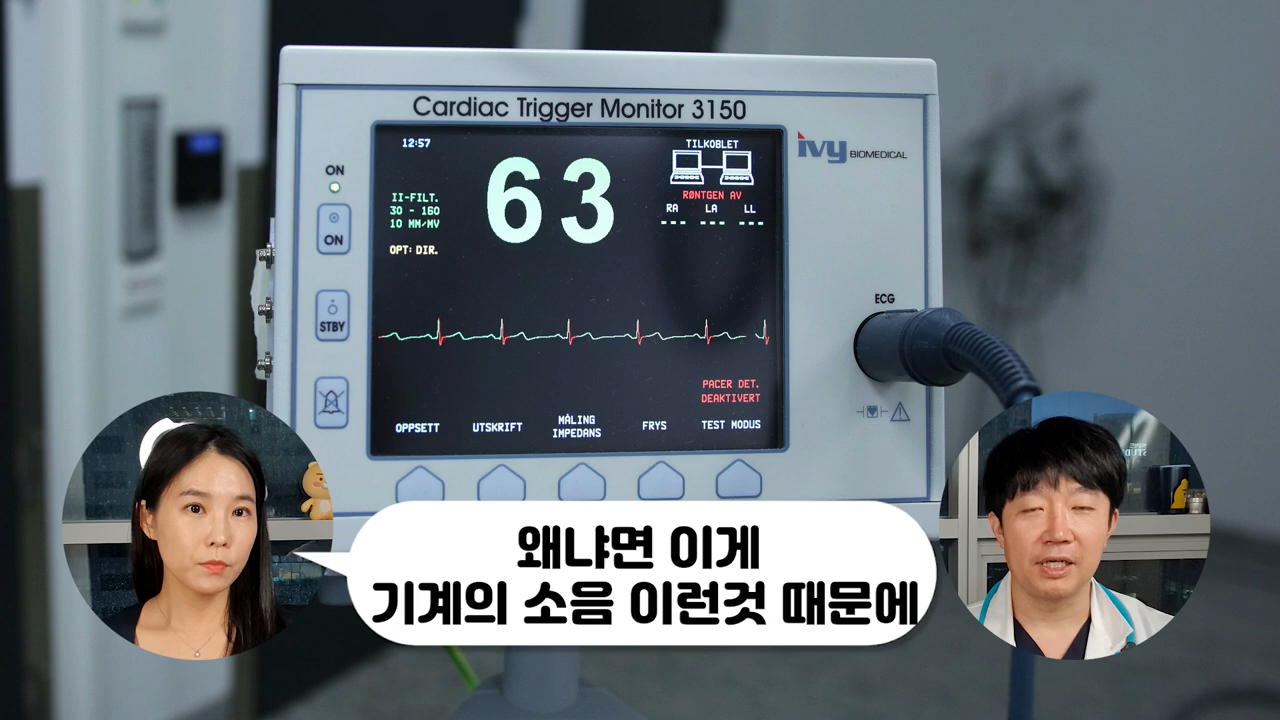 Cardiac Trigger Monitor 3150
ivy BIOMEDICAL
12:57
63
TILKOBLET
RØNTGEN AV
RA LA LL
--- --- ---
ON
ON
II-FILT.
30 - 160
10 MM/MV
OPT: DIR.
STBY
ECG
PACER DET.
DEAKTIVERT
OPPSETT
UTSKRIFT
MÅLING
IMPEDANS
FRYS
TEST MODUS
왜냐면 이게
기계의 소음 이런것 때문에